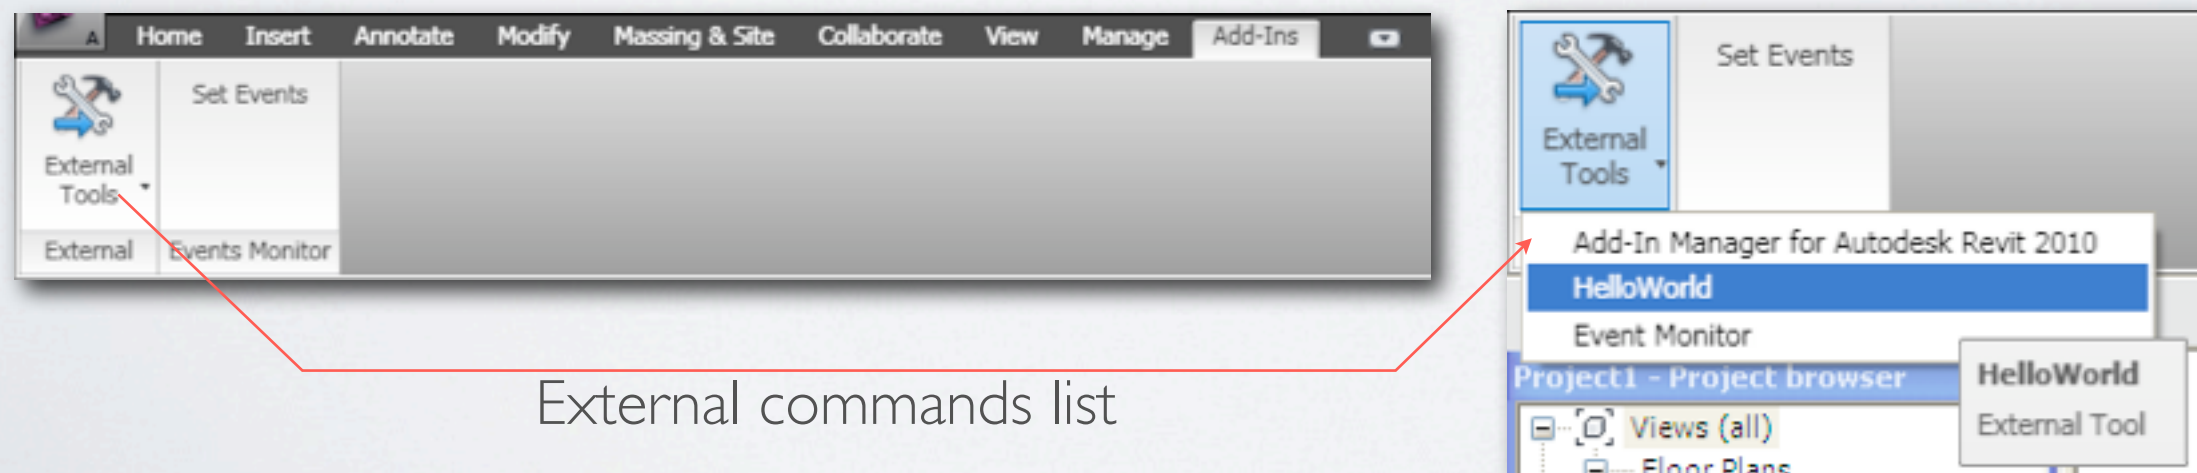 A
Home Insert Annotate Modify Massing & Site Collaborate View Manage Add-Ins
Set Events
External
Tools
External Events Monitor
External commands list
Set Events
External
Tools
Add-In Manager for Autodesk Revit 2010
HelloWorld
Event Monitor
Project1 - Project browser
HelloWorld
External Tool
Views (all)
Floor Plans